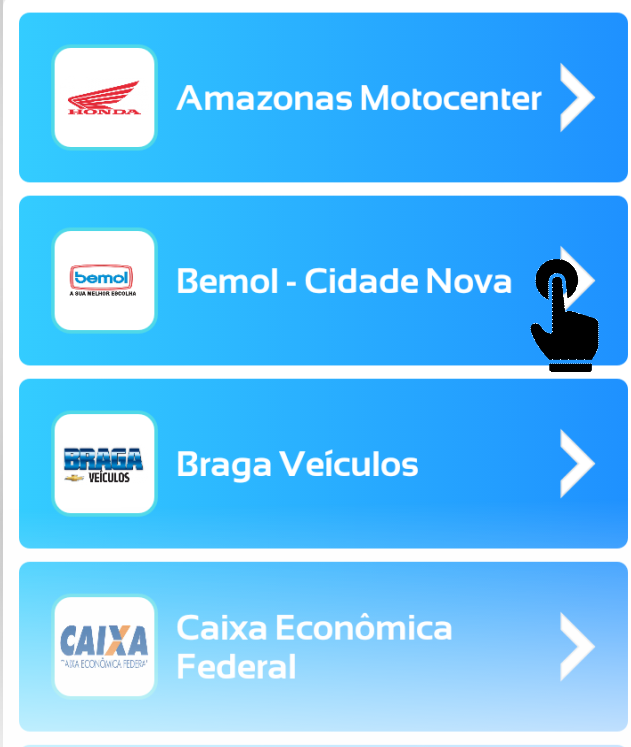 HONDA
Amazonas Motocenter
bemol
A SUA MELHOR ESCOLHA
Bemol - Cidade Nova
BRAGA
VEÍCULOS
Braga Veículos
CAIXA
CAIXA ECONÔMICA FEDERAL
Caixa Econômica
Federal